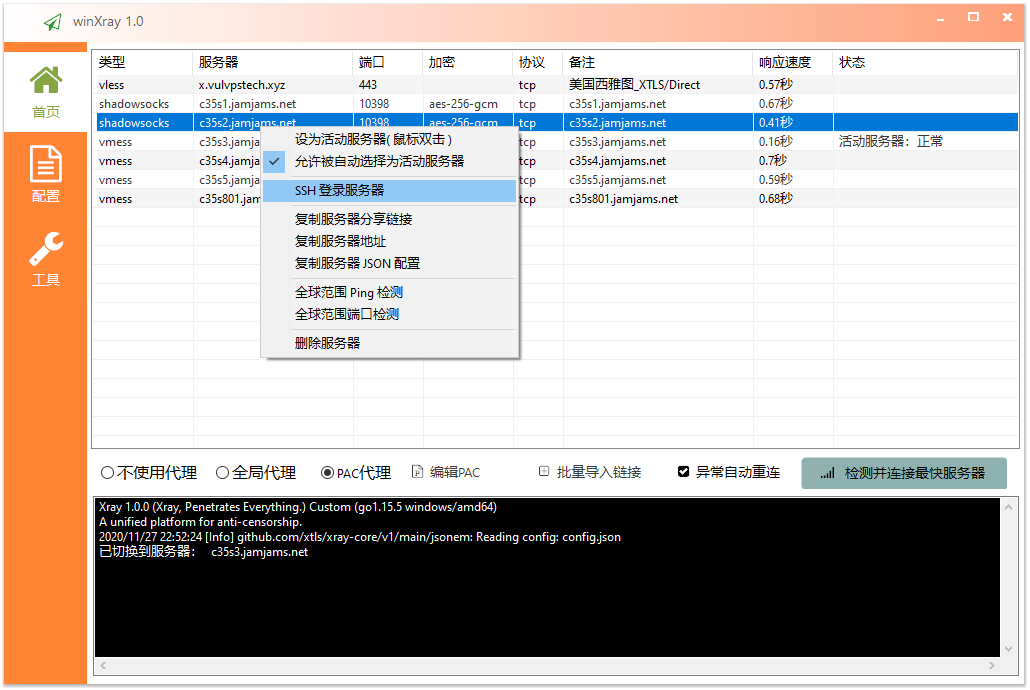 winXray 1.0
类型 服务器 端口 加密 协议 备注 响应速度 状态
vless x.vulvpstech.xyz 443 tcp 美国西雅图_XTLS/Direct 0.57秒
shadowsocks c35s1.jamjams.net 10398 aes-256-gcm tcp c35s1.jamjams.net 0.67秒
shadowsocks c35s2.jamjams.net 10398 aes-256-gcm tcp c35s2.jamjams.net 0.41秒
vmess c35s3.jamja tcp c35s3.jamjams.net 0.16秒 活动服务器：正常
vmess c35s4.jamja tcp c35s4.jamjams.net 0.7秒
vmess c35s5.jamja tcp c35s5.jamjams.net 0.59秒
vmess c35s801.jam tcp c35s801.jamjams.net 0.68秒
设为活动服务器( 鼠标双击 )
允许被自动选择为活动服务器
SSH 登录服务器
复制服务器分享链接
复制服务器地址
复制服务器 JSON 配置
全球范围 Ping 检测
全球范围端口检测
删除服务器
首页
配置
工具
不使用代理 全局代理 PAC代理 编辑PAC 批量导入链接 异常自动重连 检测并连接最快服务器
Xray 1.0.0 (Xray, Penetrates Everything.) Custom (go1.15.5 windows/amd64)
A unified platform for anti-censorship.
2020/11/27 22:52:24 [Info] github.com/xtls/xray-core/v1/main/jsonem: Reading config: config.json
已切换到服务器： c35s3.jamjams.net